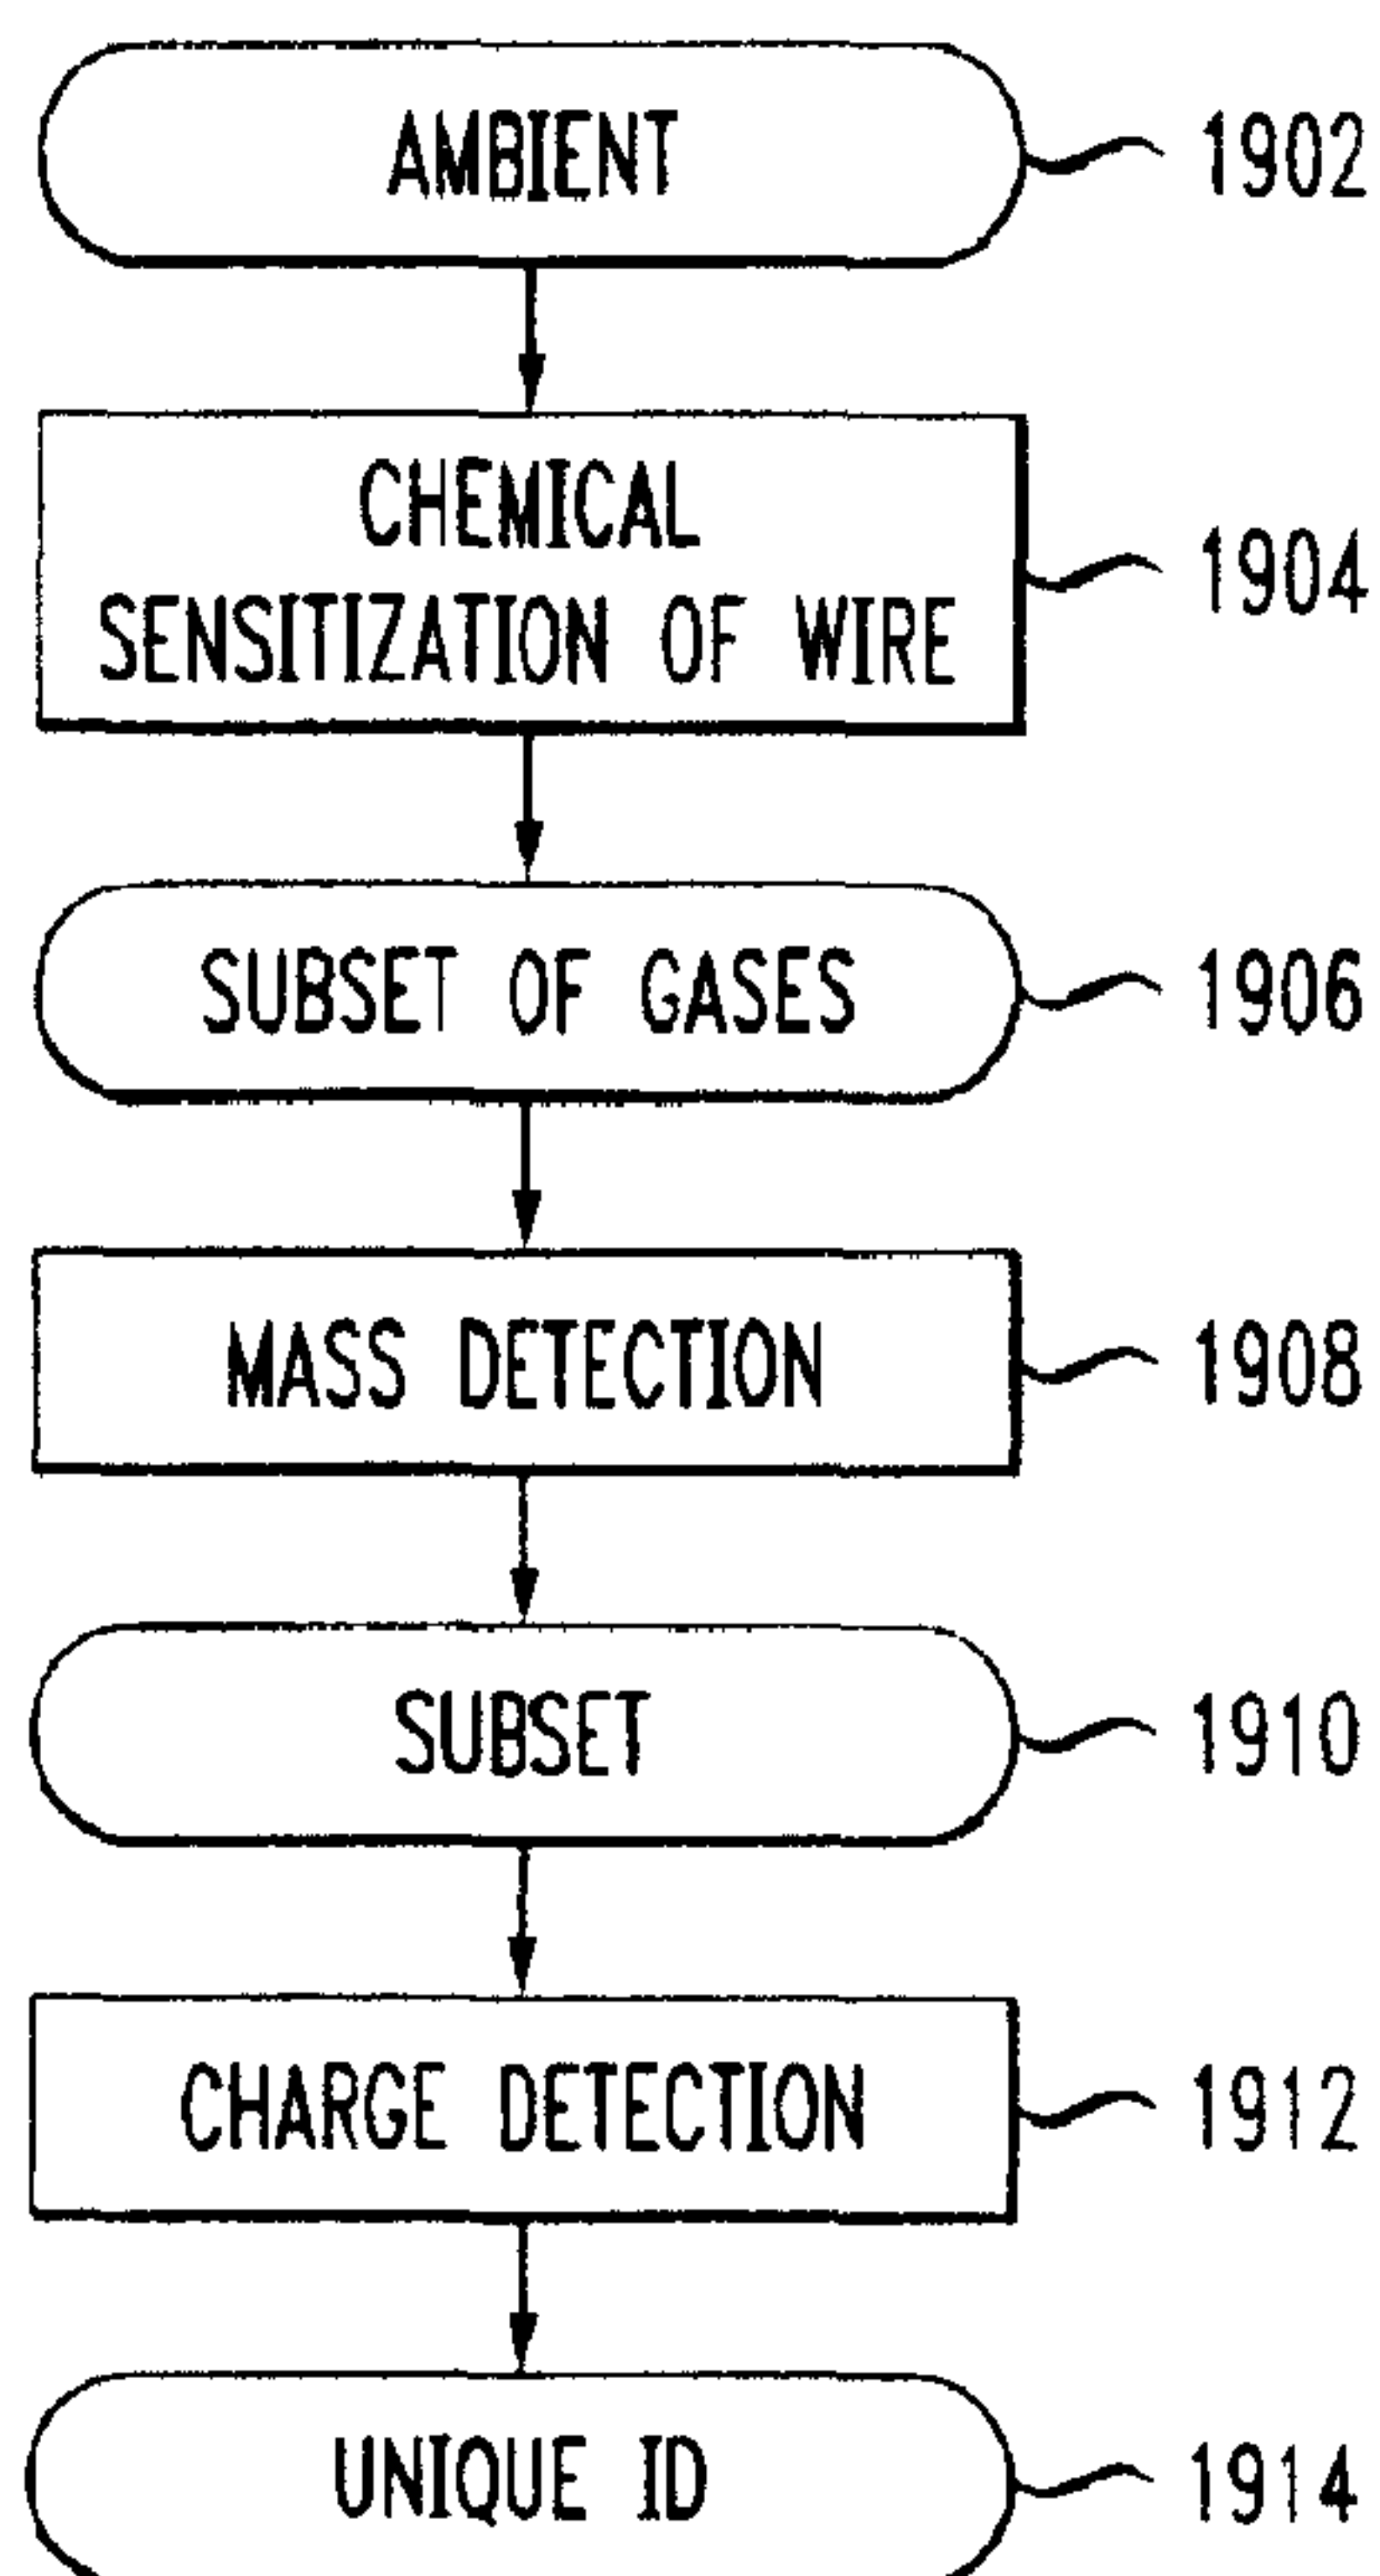 AMBIENT
1902
CHEMICAL
SENSITIZATION OF WIRE
1904
SUBSET OF GASES
1906
MASS DETECTION
1908
SUBSET
1910
CHARGE DETECTION
1912
UNIQUE ID
1914